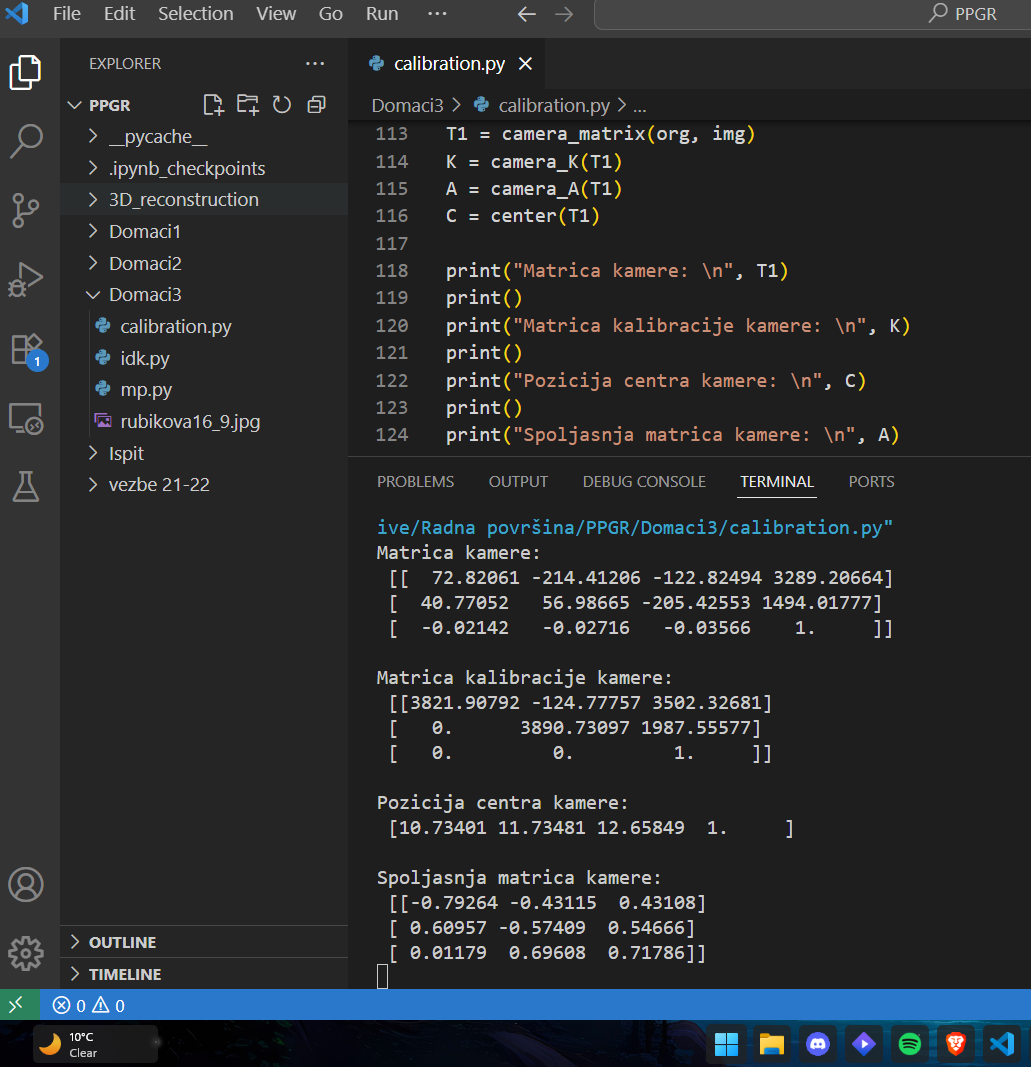 File Edit Selection View Go Run ··· ← → PPGR
EXPLORER ···
PPGR
__pycache__
.ipynb_checkpoints
3D_reconstruction
Domaci1
Domaci2
Domaci3
calibration.py
idk.py
mp.py
rubikova16_9.jpg
Ispit
vezbe 21-22
OUTLINE
TIMELINE
1
calibration.py ×
Domaci3 > calibration.py > ...
113 T1 = camera_matrix(org, img)
114 K = camera_K(T1)
115 A = camera_A(T1)
116 C = center(T1)
117
118 print("Matrica kamere: \n", T1)
119 print()
120 print("Matrica kalibracije kamere: \n", K)
121 print()
122 print("Pozicija centra kamere: \n", C)
123 print()
124 print("Spoljasnja matrica kamere: \n", A)
PROBLEMS OUTPUT DEBUG CONSOLE TERMINAL PORTS
ive/Radna površina/PPGR/Domaci3/calibration.py"
Matrica kamere:
[[ 72.82061 -214.41206 -122.82494 3289.20664]
[ 40.77052 56.98665 -205.42553 1494.01777]
[ -0.02142 -0.02716 -0.03566 1. ]]
Matrica kalibracije kamere:
[[3821.90792 -124.77757 3502.32681]
[ 0. 3890.73097 1987.55577]
[ 0. 0. 1. ]]
Pozicija centra kamere:
[10.73401 11.73481 12.65849 1. ]
Spoljasnja matrica kamere:
[[-0.79264 -0.43115 0.43108]
[ 0.60957 -0.57409 0.54666]
[ 0.01179 0.69608 0.71786]]
0 0
10°C
Clear